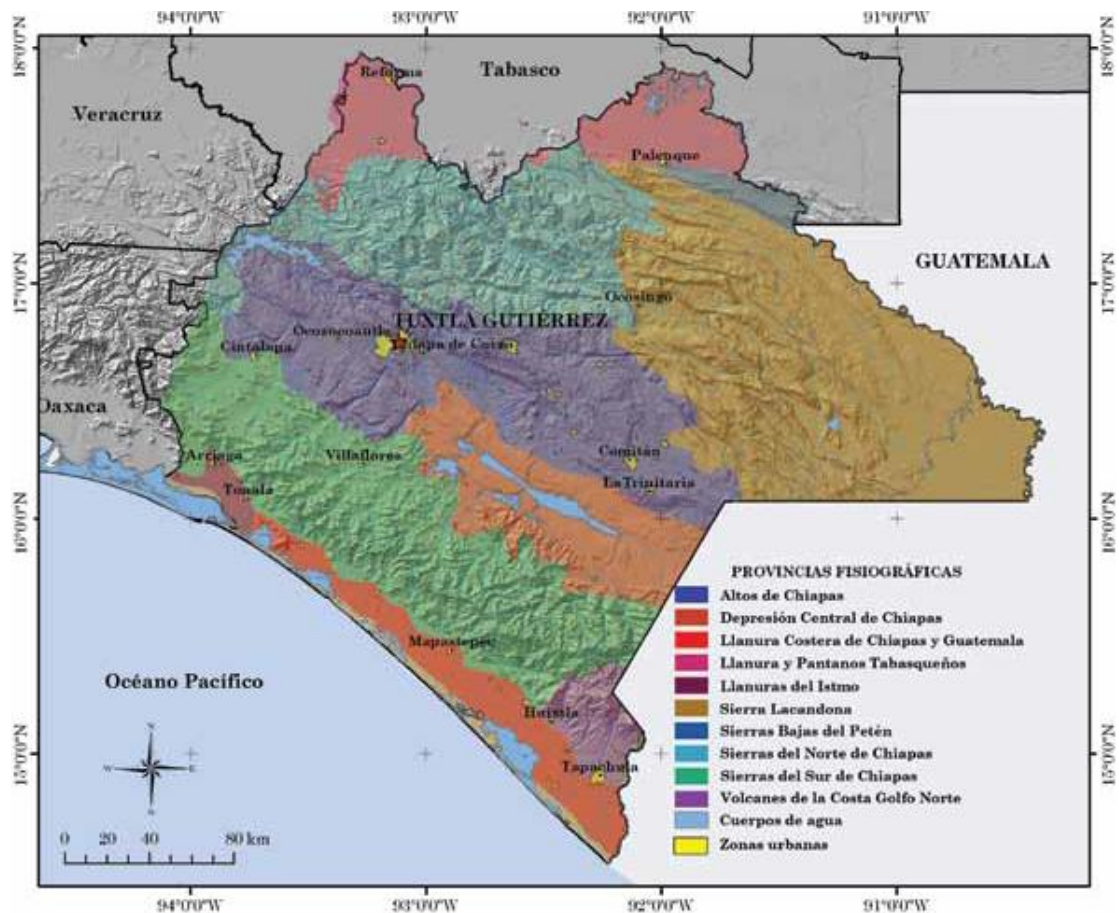 94°0'0"W 93°0'0"W 92°0'0"W 91°0'0"W
18°0'0"N 18°0'0"N
Reforma
Tabasco
Veracruz
Palenque
GUATEMALA
17°0'0"N 17°0'0"N
Ocosingo
TUXTLA GUTIÉRREZ
Ocozocoautla
Chiapa de Corzo
Cintalapa
Oaxaca
Arriaga
Villaflores
Comitán
La Trinitaria
Tonalá
16°0'0"N 16°0'0"N
Mapastepec
Océano Pacífico
Huixtla
Tapachula
15°0'0"N 15°0'0"N
PROVINCIAS FISIOGRÁFICAS
Altos de Chiapas
Depresión Central de Chiapas
Llanura Costera de Chiapas y Guatemala
Llanura y Pantanos Tabasqueños
Llanuras del Istmo
Sierra Lacandona
Sierras Bajas del Petén
Sierras del Norte de Chiapas
Sierras del Sur de Chiapas
Volcanes de la Costa Golfo Norte
Cuerpos de agua
Zonas urbanas
N
W E
S
0 20 40 80 km
94°0'0"W 93°0'0"W 92°0'0"W 91°0'0"W